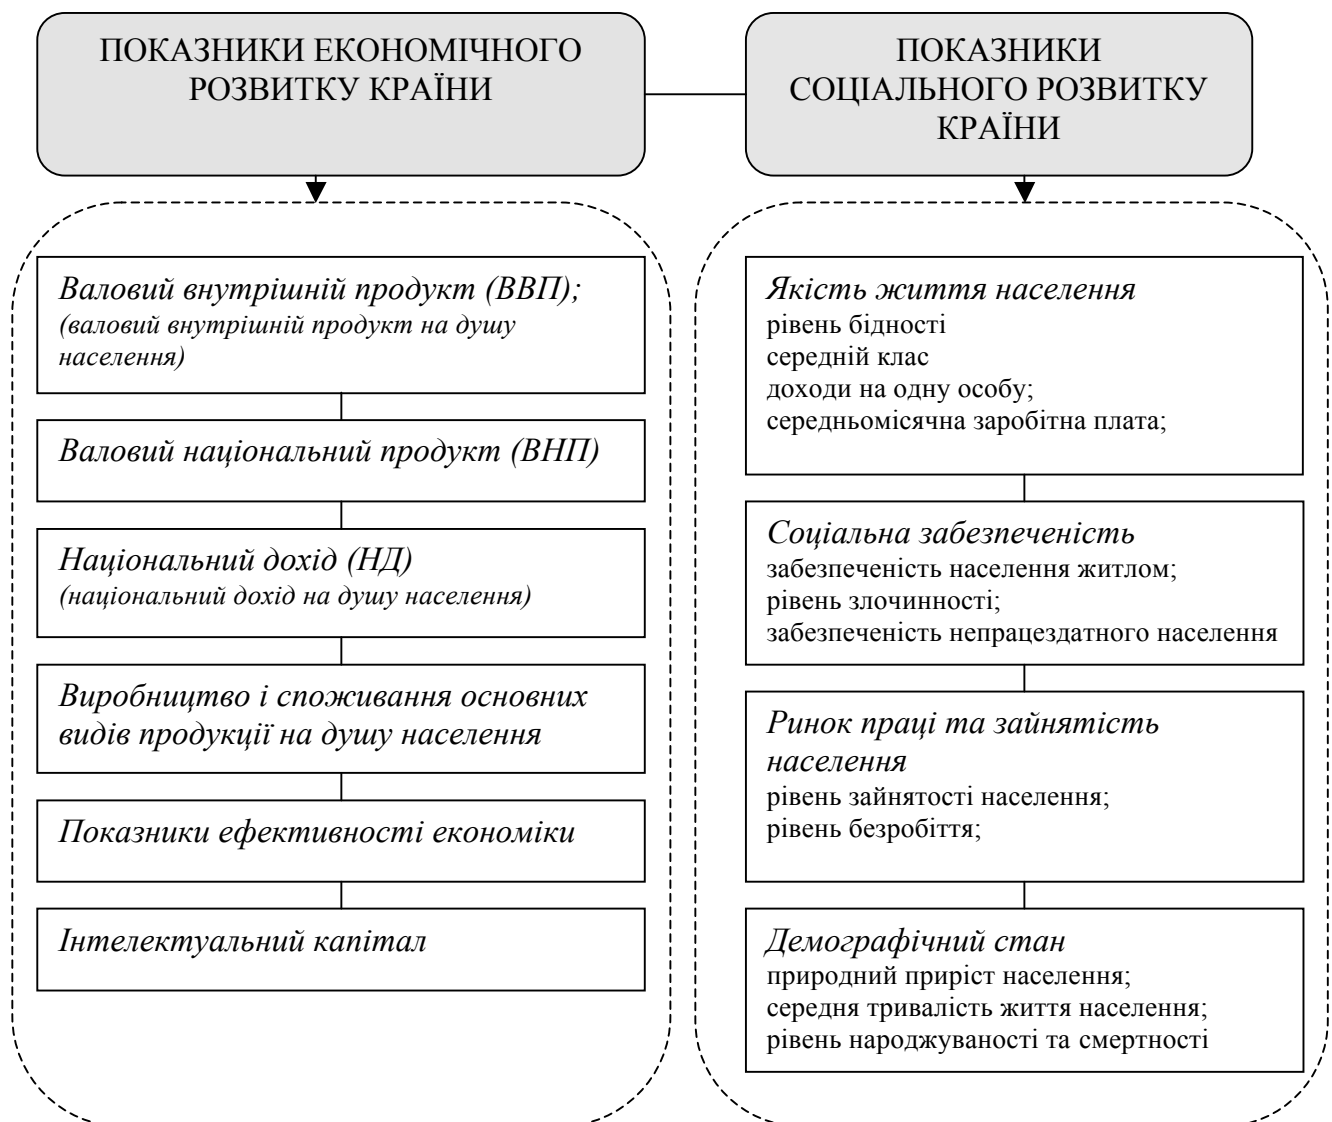 ПОКАЗНИКИ ЕКОНОМІЧНОГО
РОЗВИТКУ КРАЇНИ
ПОКАЗНИКИ
СОЦІАЛЬНОГО РОЗВИТКУ
КРАЇНИ
Валовий внутрішній продукт (ВВП);
(валовий внутрішній продукт на душу
населення)
Валовий національний продукт (ВНП)
Національний дохід (НД)
(національний дохід на душу населення)
Виробництво і споживання основних
видів продукції на душу населення
Показники ефективності економіки
Інтелектуальний капітал
Якість життя населення
рівень бідності
середній клас
доходи на одну особу;
середньомісячна заробітна плата;
Соціальна забезпеченість
забезпеченість населення житлом;
рівень злочинності;
забезпеченість непрацездатного населення
Ринок праці та зайнятість
населення
рівень зайнятості населення;
рівень безробіття;
Демографічний стан
природний приріст населення;
середня тривалість життя населення;
рівень народжуваності та смертності